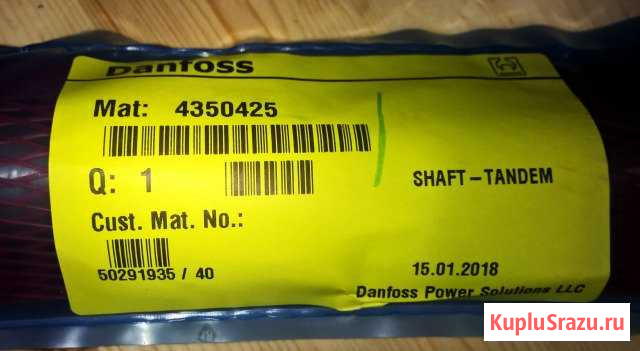 Danfoss
Mat: 4350425
Q: 1
SHAFT-TANDEM
Cust. Mat. No.:
50291935 / 40
15.01.2018
Danfoss Power Solutions LLC
KupluSrazu.ru